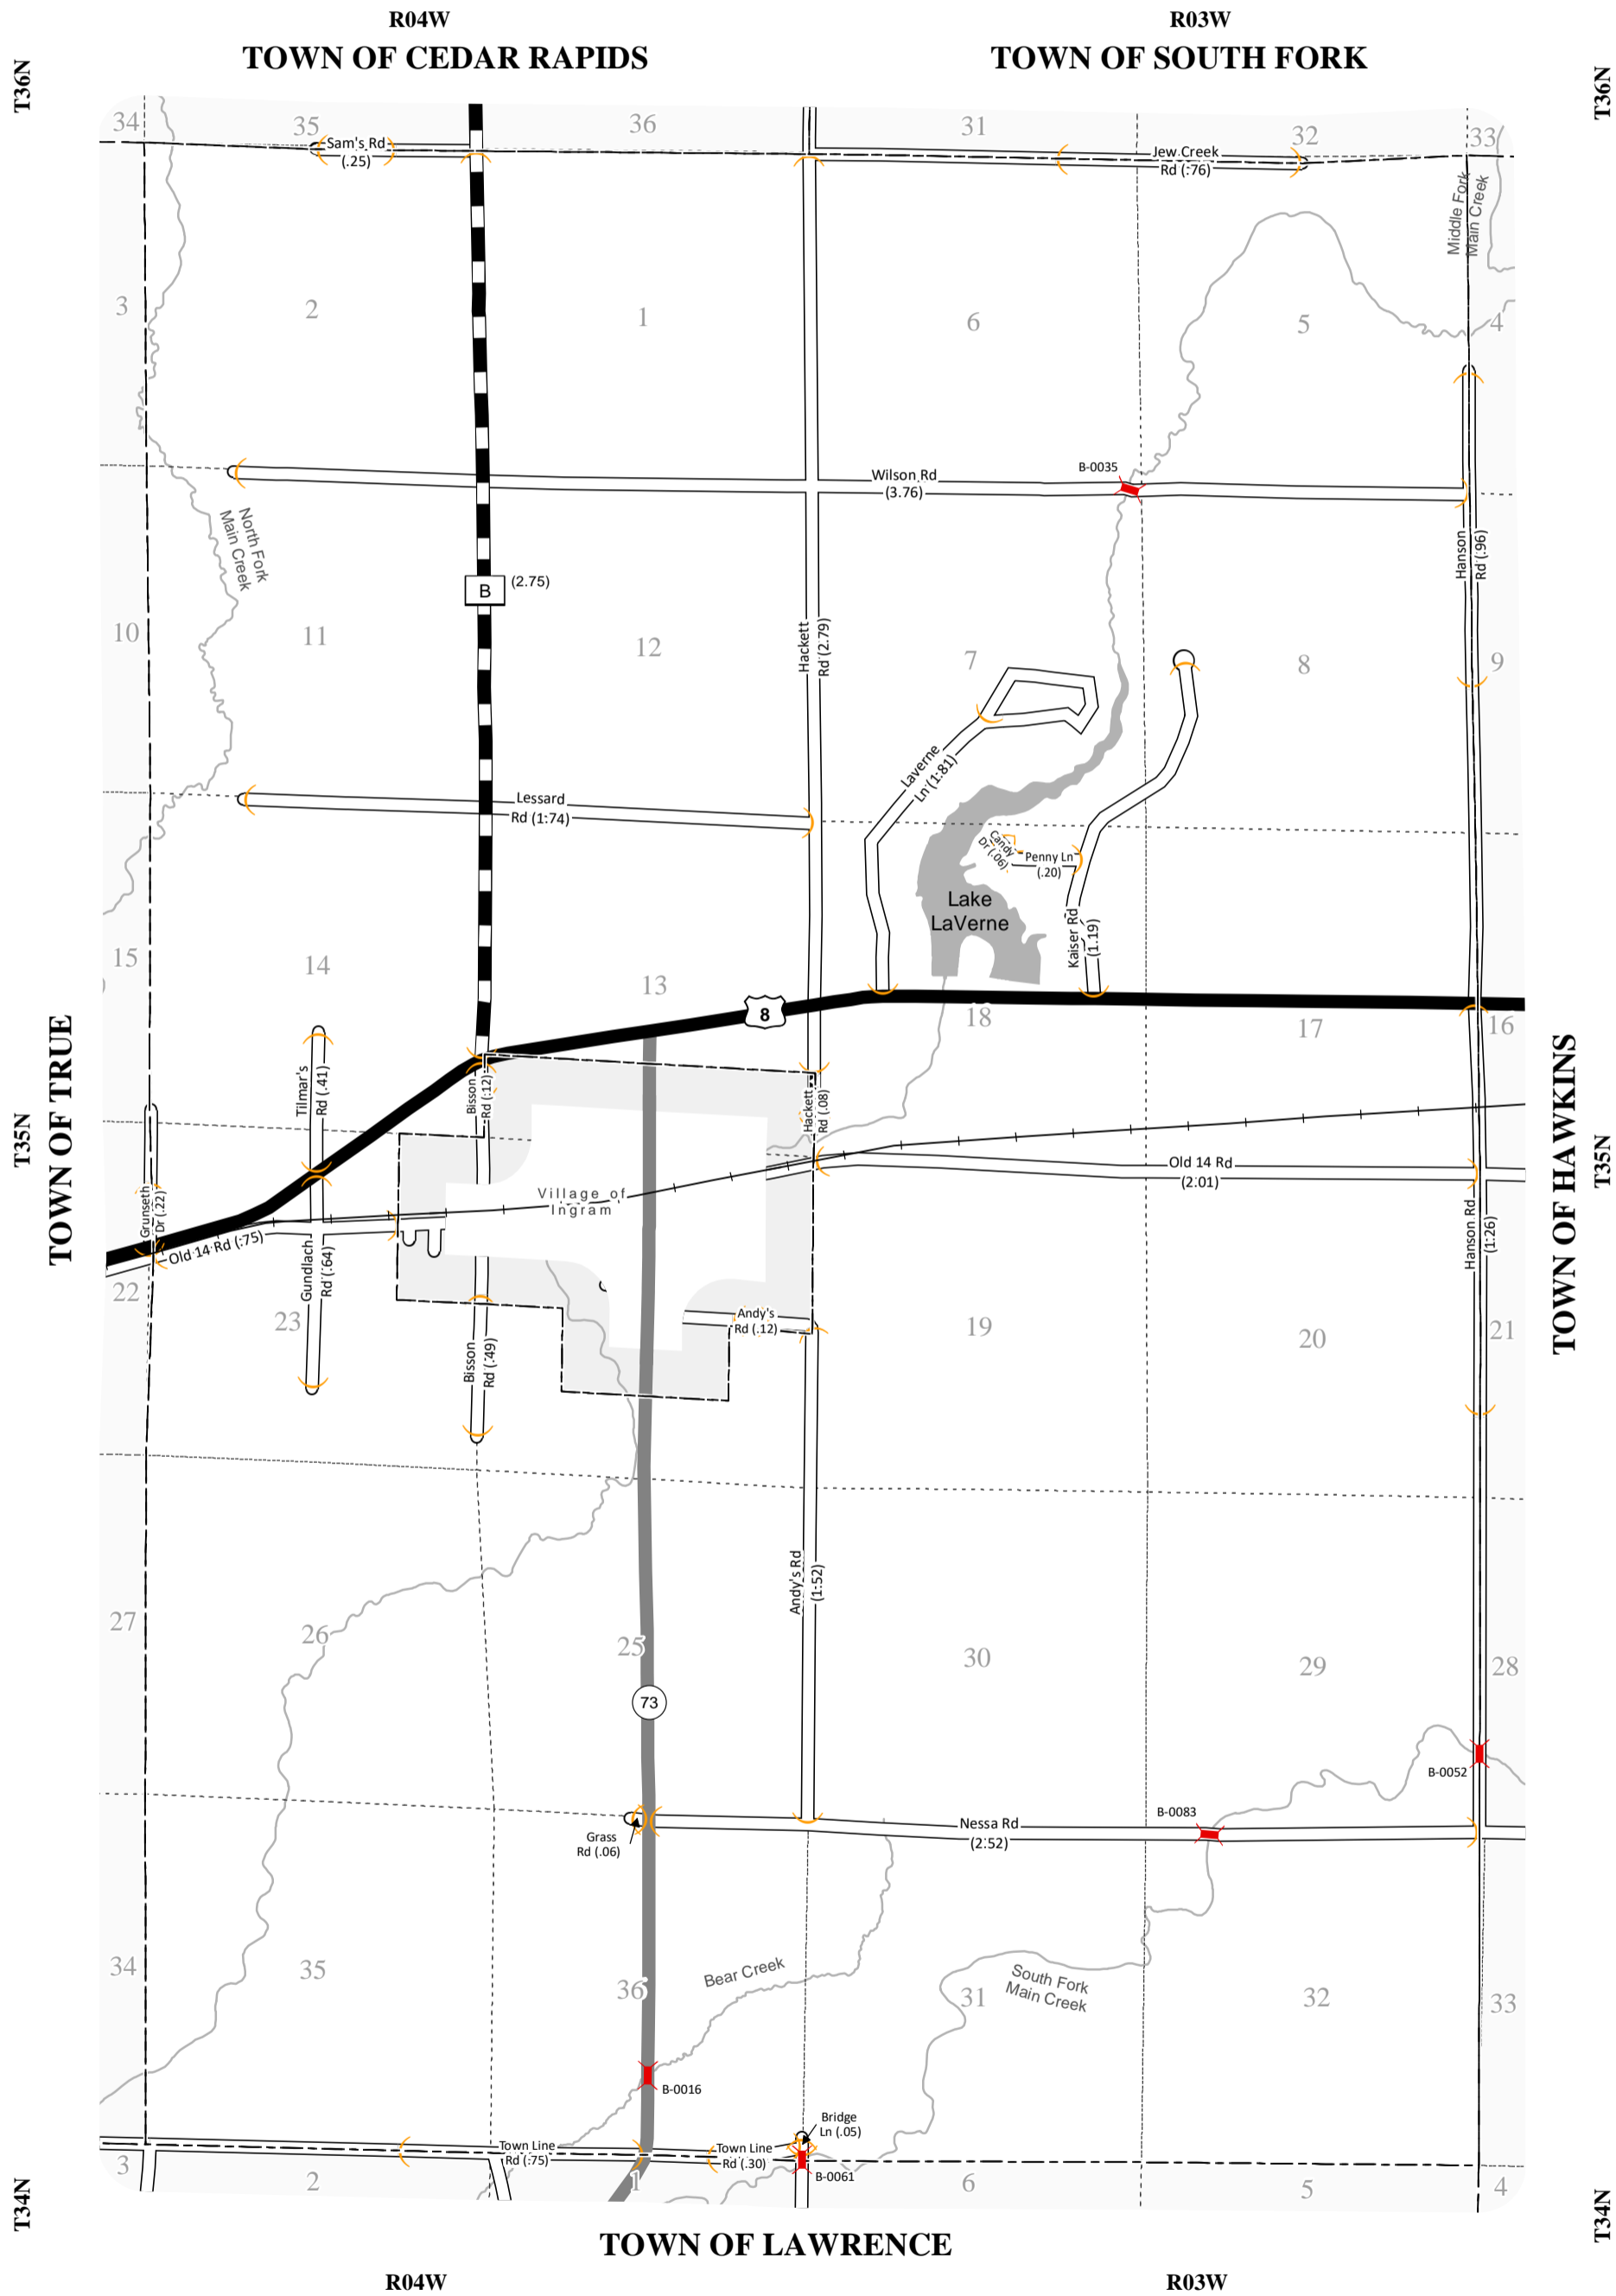 R04W
R03W
TOWN OF CEDAR RAPIDS
TOWN OF SOUTH FORK
T36N
T36N
34
35
36
31
32
33
Sam's Rd
(.25)
Jew Creek
Rd (.76)
Middle Fork
Main Creek
3
2
1
6
5
4
Wilson Rd
(3.76)
B-0035
North Fork
Main Creek
Hanson
Rd (.96)
B
(2.75)
10
11
12
Hackett
Rd (2.79)
7
8
9
Laverne
Ln (1.81)
Lessard
Rd (1.74)
Candy
Dr (.06)
Penny Ln
(.20)
Lake
LaVerne
Kaiser Rd
(1.19)
15
14
13
8
18
17
16
TOWN OF TRUE
TOWN OF HAWKINS
T35N
T35N
Tilmar's
Rd (.41)
Bisson
Rd (.12)
Hackett
Rd (.08)
Old 14 Rd
(2.01)
Grunseth
Dr (.22)
Village of
Ingram
Old 14 Rd (.75)
Gundlach
Rd (.64)
Hanson Rd
(1.26)
22
23
Andy's
Rd (.12)
19
20
21
Bisson
Rd (.49)
Andy's Rd
(1.52)
27
26
25
30
29
28
73
B-0052
Grass
Rd (.06)
Nessa Rd
(2.52)
B-0083
34
35
36
Bear Creek
31
South Fork
Main Creek
32
33
B-0016
Bridge
Ln (.05)
Town Line
Rd (.75)
Town Line
Rd (.30)
B-0061
3
2
1
6
5
4
T34N
T34N
TOWN OF LAWRENCE
R04W
R03W